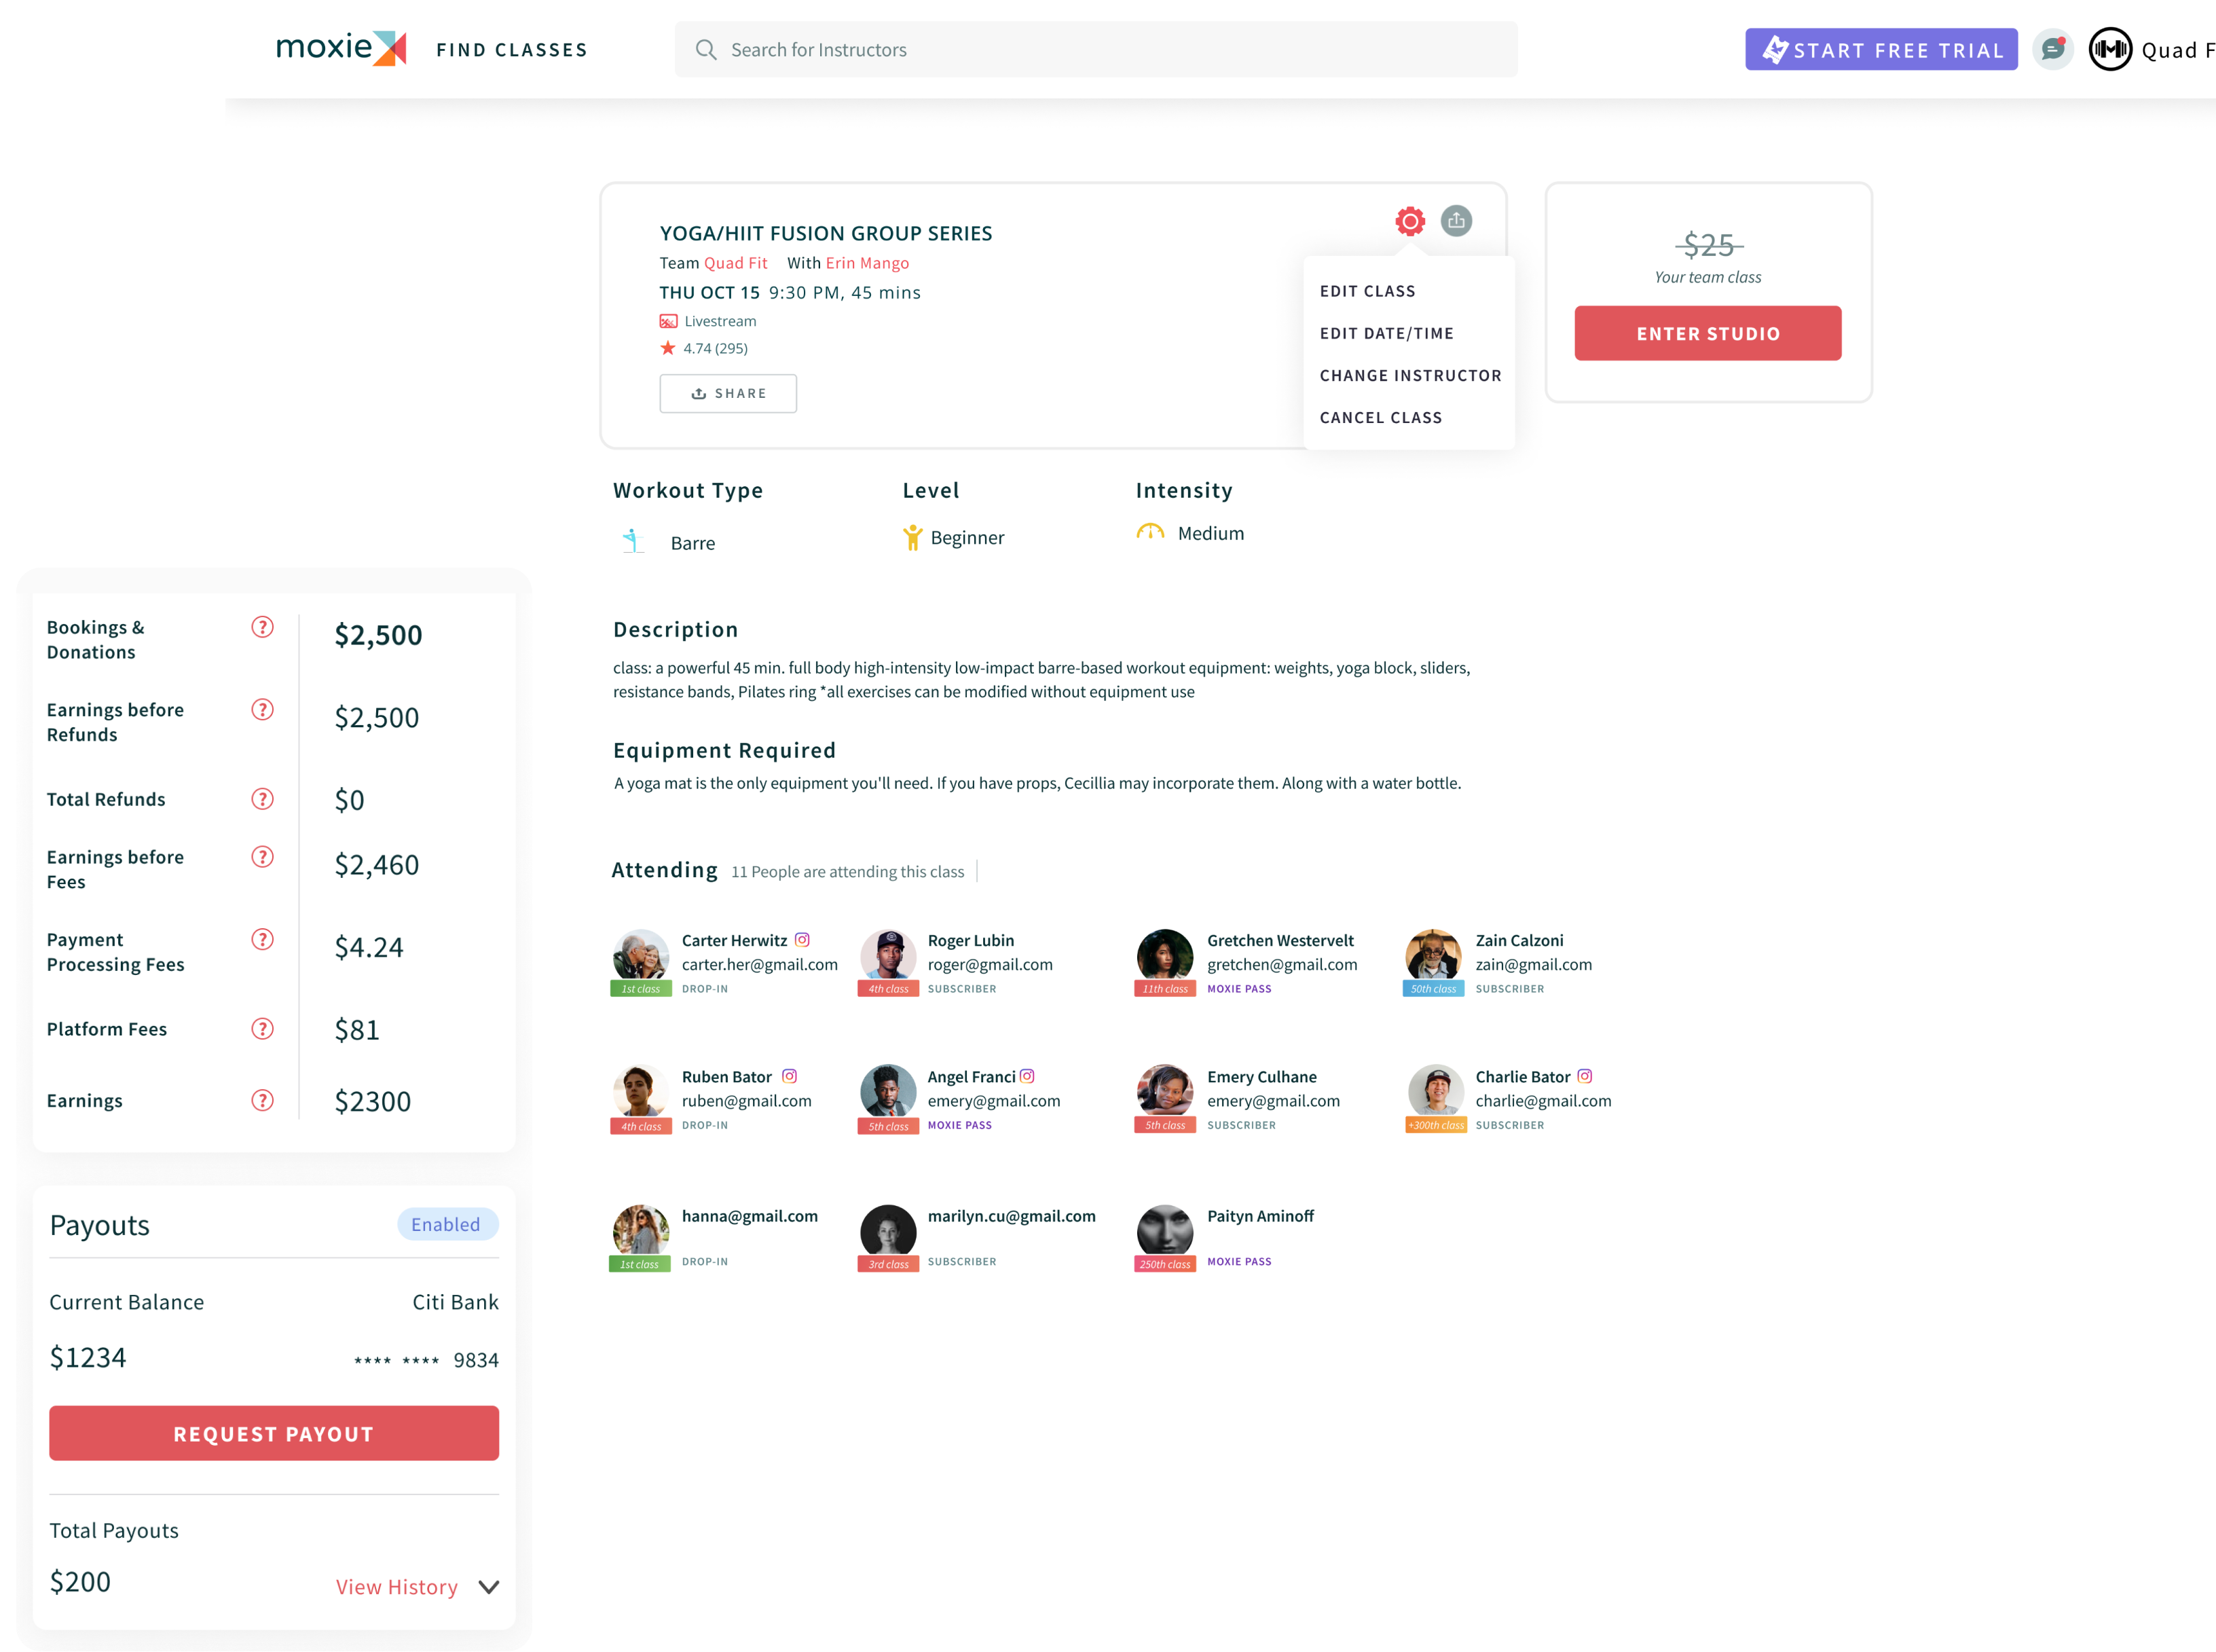 moxie FIND CLASSES
Search for Instructors
START FREE TRIAL
Quad F
YOGA/HIIT FUSION GROUP SERIES
Team Quad Fit With Erin Mango
THU OCT 15 9:30 PM, 45 mins
Livestream
4.74 (295)
SHARE
EDIT CLASS
EDIT DATE/TIME
CHANGE INSTRUCTOR
CANCEL CLASS
$25
Your team class
ENTER STUDIO
Workout Type
Barre
Level
Beginner
Intensity
Medium
Description
class: a powerful 45 min. full body high-intensity low-impact barre-based workout equipment: weights, yoga block, sliders,
resistance bands, Pilates ring *all exercises can be modified without equipment use
Equipment Required
A yoga mat is the only equipment you'll need. If you have props, Cecillia may incorporate them. Along with a water bottle.
Attending 11 People are attending this class
Carter Herwitz
carter.her@gmail.com
1st class DROP-IN
Roger Lubin
roger@gmail.com
4th class SUBSCRIBER
Gretchen Westervelt
gretchen@gmail.com
11th class MOXIE PASS
Zain Calzoni
zain@gmail.com
50th class SUBSCRIBER
Ruben Bator
ruben@gmail.com
4th class DROP-IN
Angel Franci
emery@gmail.com
5th class MOXIE PASS
Emery Culhane
emery@gmail.com
5th class SUBSCRIBER
Charlie Bator
charlie@gmail.com
+300th class SUBSCRIBER
hanna@gmail.com
1st class DROP-IN
marilyn.cu@gmail.com
3rd class SUBSCRIBER
Paityn Aminoff
250th class MOXIE PASS
Bookings &
Donations
? $2,500
Earnings before
Refunds
? $2,500
Total Refunds ? $0
Earnings before
Fees
? $2,460
Payment
Processing Fees
? $4.24
Platform Fees ? $81
Earnings ? $2300
Payouts Enabled
Current Balance Citi Bank
$1234 **** **** 9834
REQUEST PAYOUT
Total Payouts
$200 View History